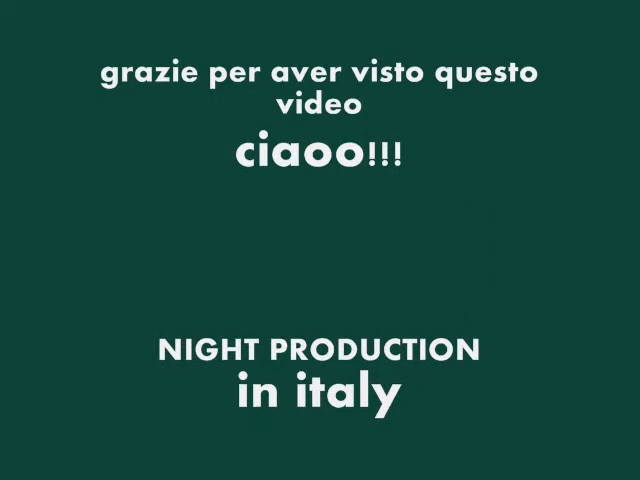 grazie per aver visto questo
video
ciaoo!!!
NIGHT PRODUCTION
in italy